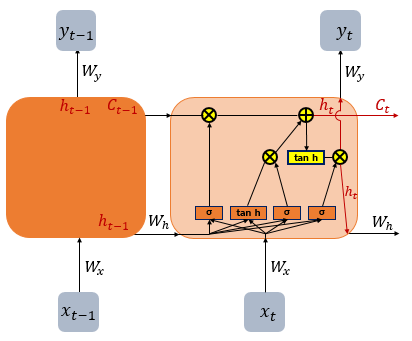 y_{t−1} y_t
W_y W_y
h_{t−1} C_{t−1} h_t C_t
tan h
h_t
σ tan h σ σ
h_{t−1} W_h W_h
W_x W_x
x_{t−1} x_t